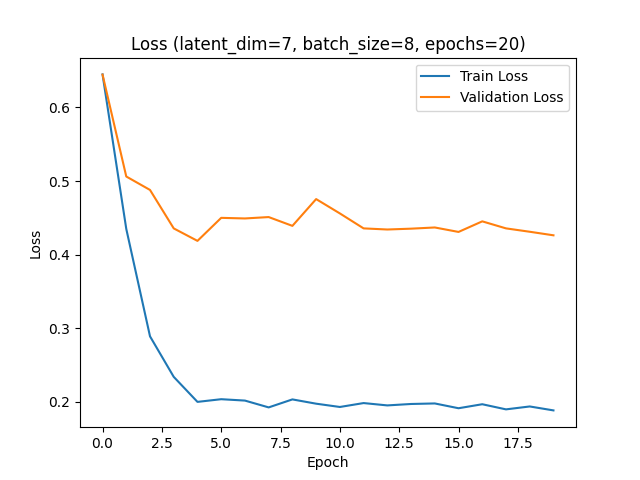 Loss (latent_dim=7, batch_size=8, epochs=20)
Train Loss
Validation Loss
Loss
0.6
0.5
0.4
0.3
0.2
0.0
2.5
5.0
7.5
10.0
12.5
15.0
17.5
Epoch